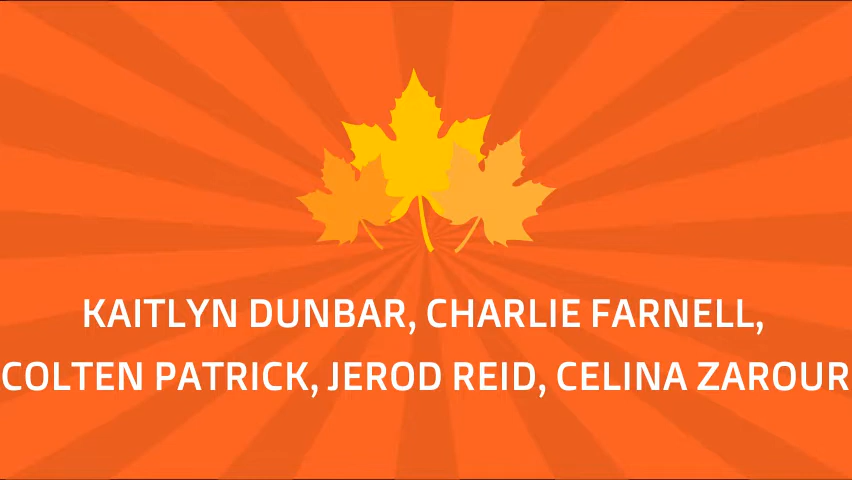 KAITLYN DUNBAR, CHARLIE FARNELL,
COLTEN PATRICK, JEROD REID, CELINA ZAROUR